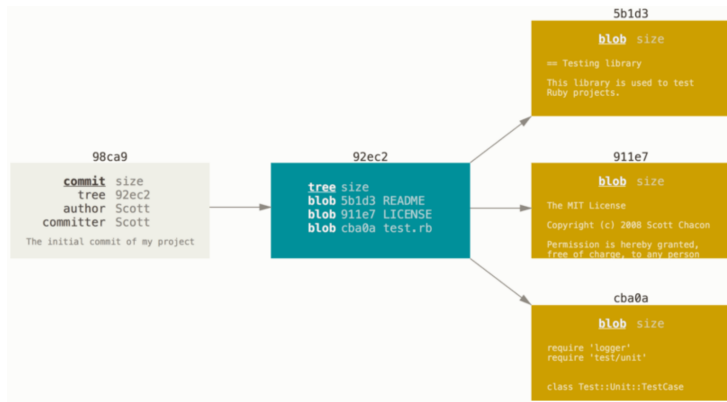 98ca9
commit size
tree 92ec2
author Scott
committer Scott
The initial commit of my project
92ec2
tree size
blob 5b1d3 README
blob 911e7 LICENSE
blob cba0a test.rb
5b1d3
blob size
== Testing library
This library is used to test
Ruby projects.
911e7
blob size
The MIT License
Copyright (c) 2008 Scott Chacon
Permission is hereby granted,
free of charge, to any person
cba0a
blob size
require 'logger'
require 'test/unit'
class Test::Unit::TestCase